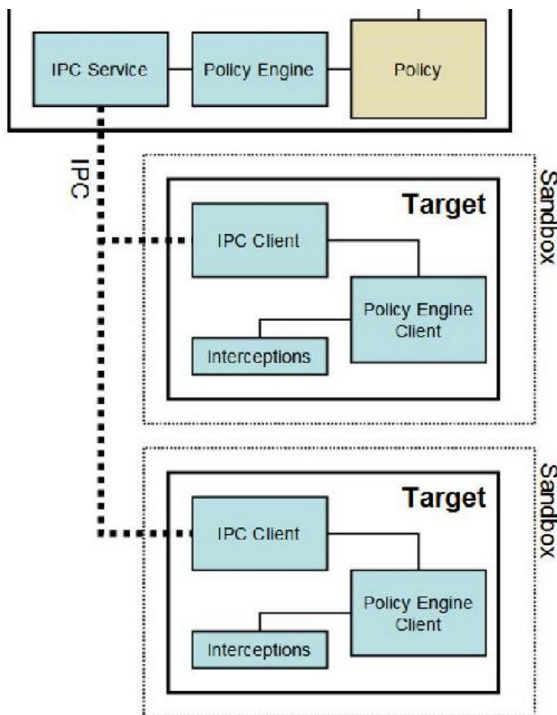 IPC Service
Policy Engine
Policy
IPC
Sandbox
Target
IPC Client
Policy Engine
Client
Interceptions
Sandbox
Target
IPC Client
Policy Engine
Client
Interceptions